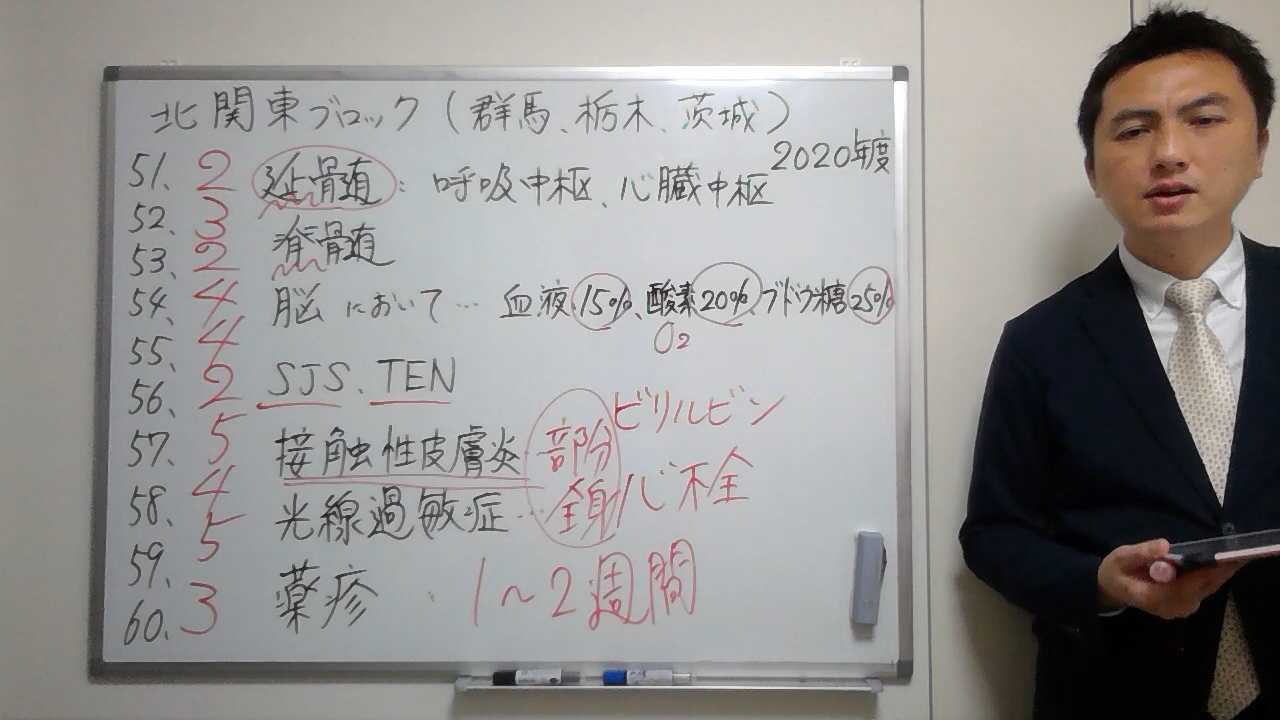 北関東ブロック(群馬、栃木、茨城)
2020年度
51. 2 延髄: 呼吸中枢、心臓中枢
52. 3
53. 2 脊髄
54. 4 脳において… 血液15%、酸素20%、ブドウ糖25%
O2
55. 4
56. 2 SJS、TEN
57. 5 接触性皮膚炎…部分 ビリルビン
58. 4 光線過敏症…全身 心不全
59. 5
60. 3 薬疹・1~2週間